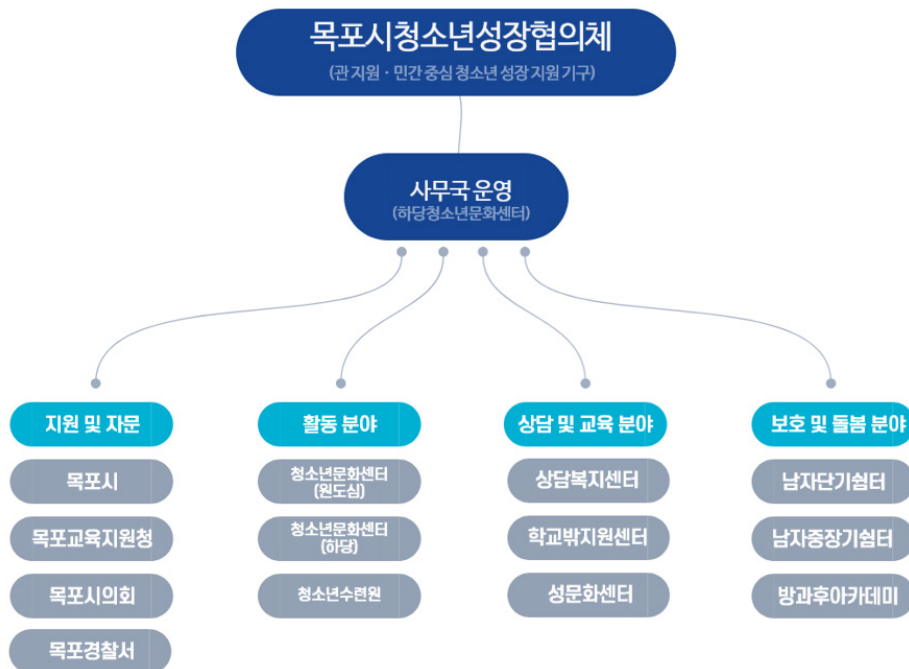 목포시청소년성장협의체
(관 지원 · 민간 중심 청소년 성장 지원 기구)
사무국 운영
(하당청소년문화센터)
지원 및 자문
목포시
목포교육지원청
목포시의회
목포경찰서
활동 분야
청소년문화센터
(원도심)
청소년문화센터
(하당)
청소년수련원
상담 및 교육 분야
상담복지센터
학교밖지원센터
성문화센터
보호 및 돌봄 분야
남자단기쉼터
남자중장기쉼터
방과후아카데미